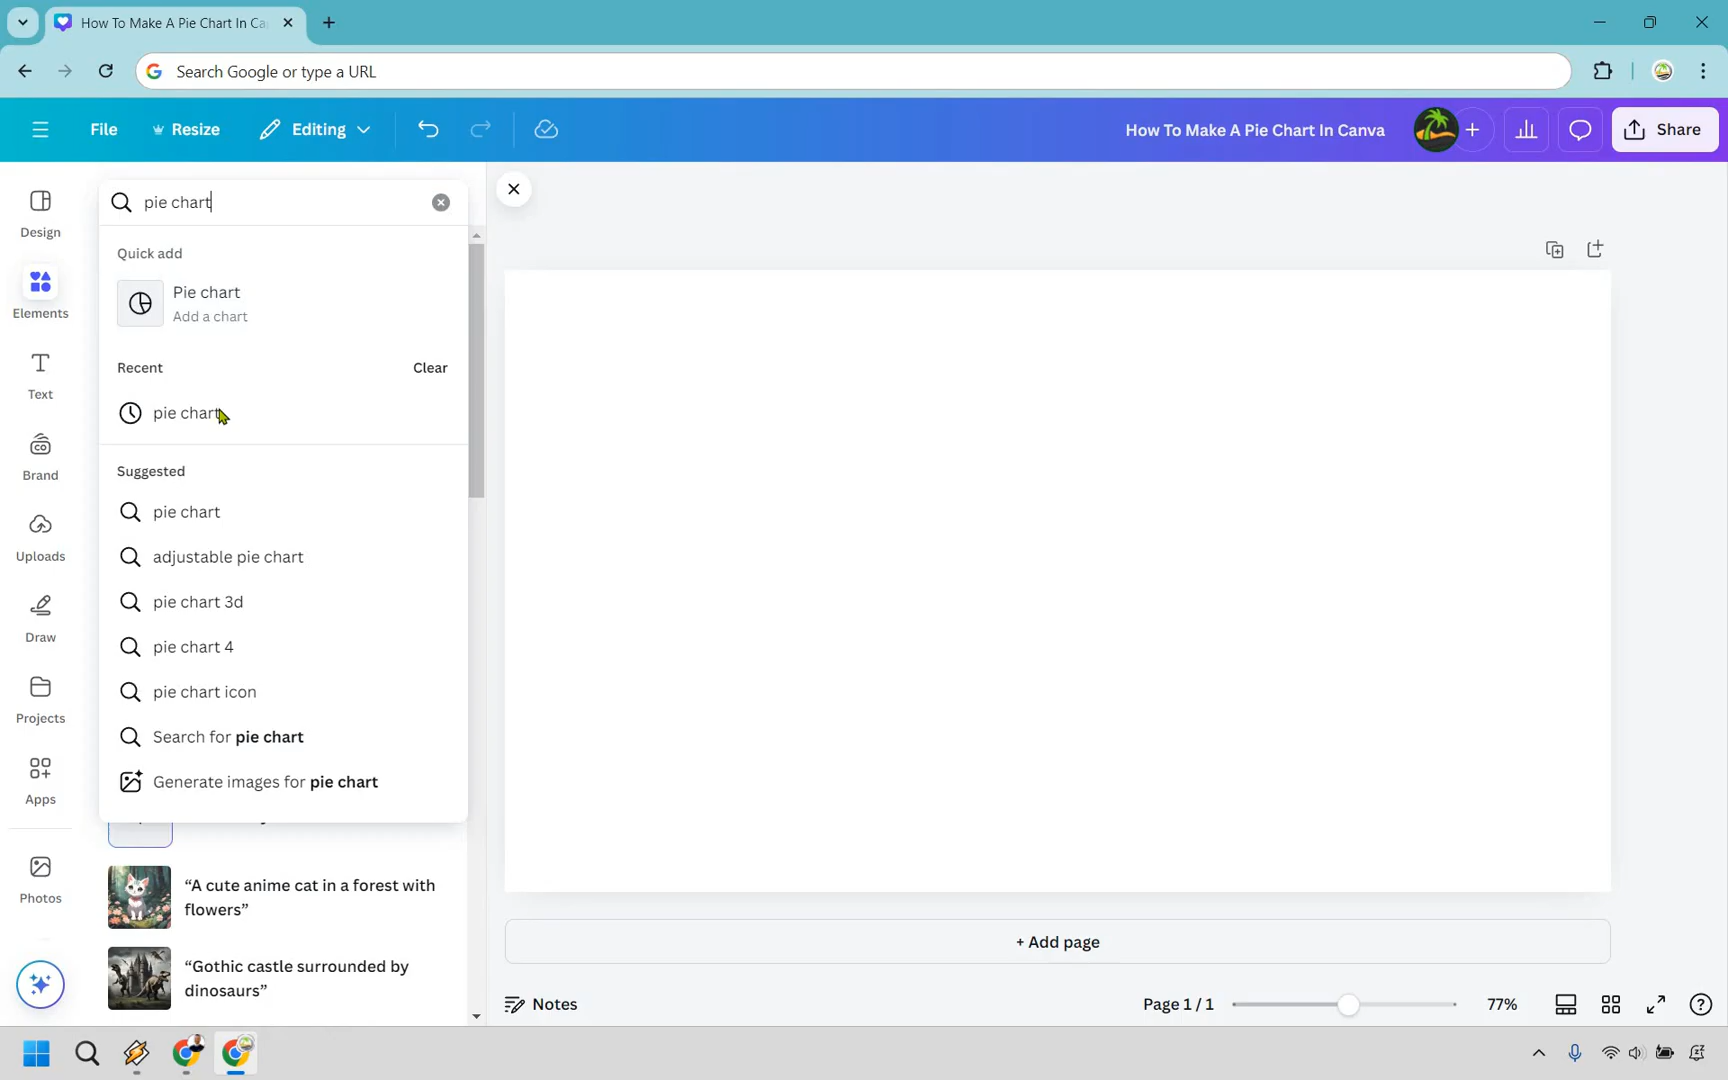 How To Make A Pie Chart In Ca
Search Google or type a URL
File
Resize
Editing
How To Make A Pie Chart In Canva
Share
Design
Elements
Text
Brand
Uploads
Draw
Projects
Apps
Photos
pie chart
Quick add
Pie chart
Add a chart
Recent
Clear
pie chart
Suggested
pie chart
adjustable pie chart
pie chart 3d
pie chart 4
pie chart icon
Search for pie chart
Generate images for pie chart
“A cute anime cat in a forest with
flowers”
“Gothic castle surrounded by
dinosaurs”
+ Add page
Notes
Page 1 / 1
77%